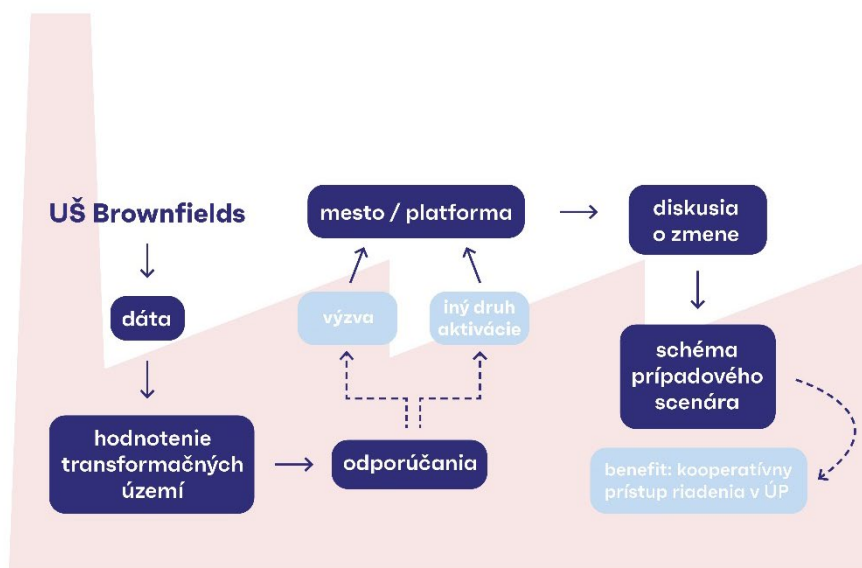 UŠ Brownfields
dáta
hodnotenie
transformačných
území
odporúčania
výzva
iný druh
aktivácie
mesto / platforma
diskusia
o zmene
schéma
prípadového
scenára
benefit: kooperatívny
prístup riadenia v ÚP